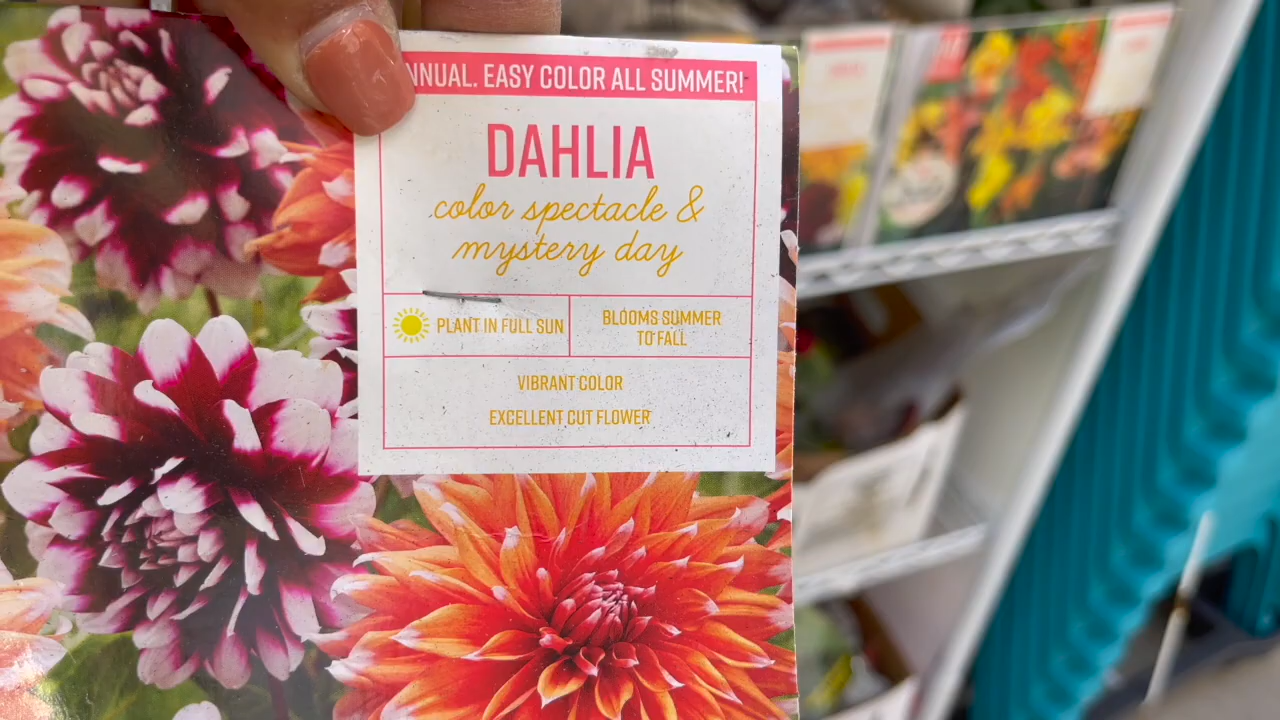 NNUAL. EASY COLOR ALL SUMMER!
DAHLIA
color spectacle &
mystery day
PLANT IN FULL SUN
BLOOMS SUMMER
TO FALL
VIBRANT COLOR
EXCELLENT CUT FLOWER